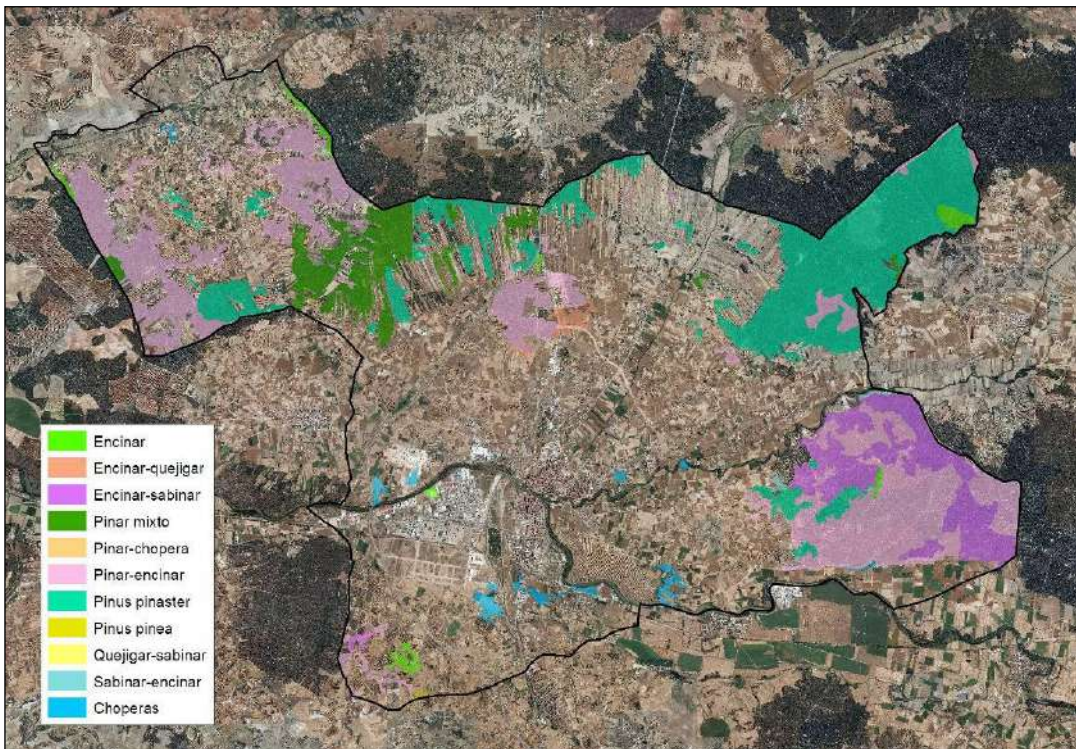 Encinar
Encinar-quejigar
Encinar-sabinar
Pinar mixto
Pinar-chopera
Pinar-encinar
Pinus pinaster
Pinus pinea
Quejigar-sabinar
Sabinar-encinar
Choperas